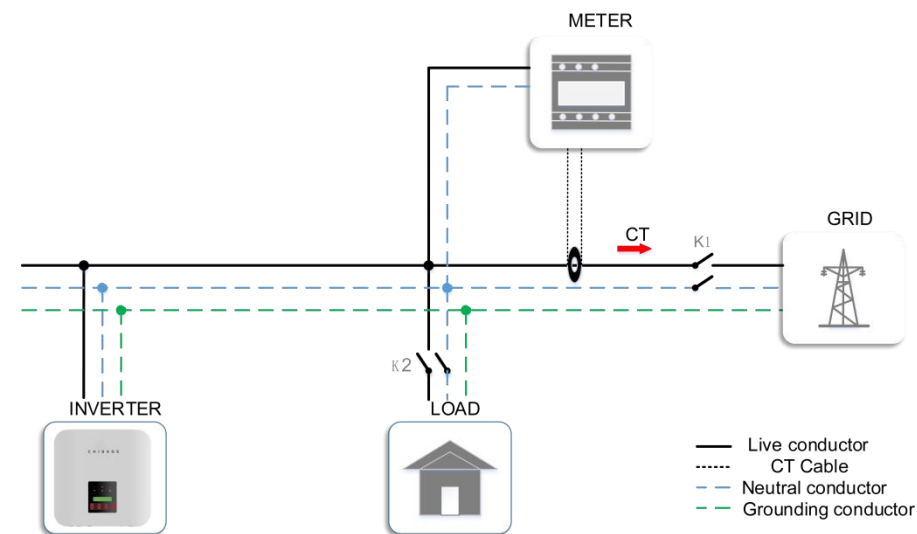 METER
GRID
CT
K1
K2
INVERTER
LOAD
Live conductor
CT Cable
Neutral conductor
Grounding conductor